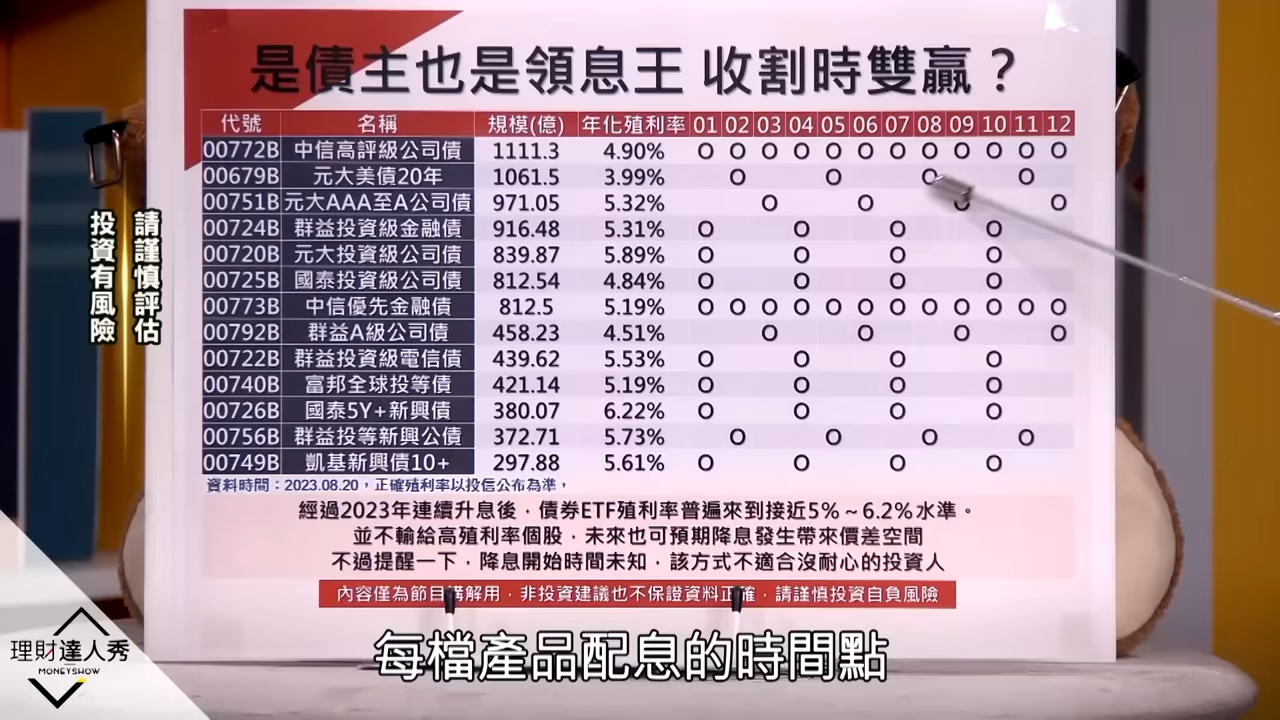 是債主也是領息王 收割時雙贏？
代號 名稱 規模(億) 年化殖利率 01 02 03 04 05 06 07 08 09 10 11 12
00772B 中信高評級公司債 1111.3 4.90% O O O O O O O O O O O O
00679B 元大美債20年 1061.5 3.99% O O O O
00751B 元大AAA至A公司債 971.05 5.32% O O O O
00724B 群益投資級金融債 916.48 5.31% O O O O
00720B 元大投資級公司債 839.87 5.89% O O O O
00725B 國泰投資級公司債 812.54 4.84% O O O O
00773B 中信優先金融債 812.5 5.19% O O O O O O O O O O O O
00792B 群益A級公司債 458.23 4.51% O O O O
00722B 群益投資級電信債 439.62 5.53% O O O O
00740B 富邦全球投等債 421.14 5.19% O O O O
00726B 國泰5Y+新興債 380.07 6.22% O O O O
00756B 群益投等新興公債 372.71 5.73% O O O O
00749B 凱基新興債10+ 297.88 5.61% O O O O
資料時間：2023.08.20，正確殖利率以投信公布為準，
經過2023年連續升息後，債券ETF殖利率普遍來到接近5%～6.2%水準。
並不輸給高殖利率個股，未來也可預期降息發生帶來價差空間
不過提醒一下，降息開始時間未知，該方式不適合沒耐心的投資人
內容僅為節目講解用，非投資建議也不保證資料正確，請謹慎投資自負風險
請謹慎評估
投資有風險
理財達人秀
MONEYSHOW
每檔產品配息的時間點